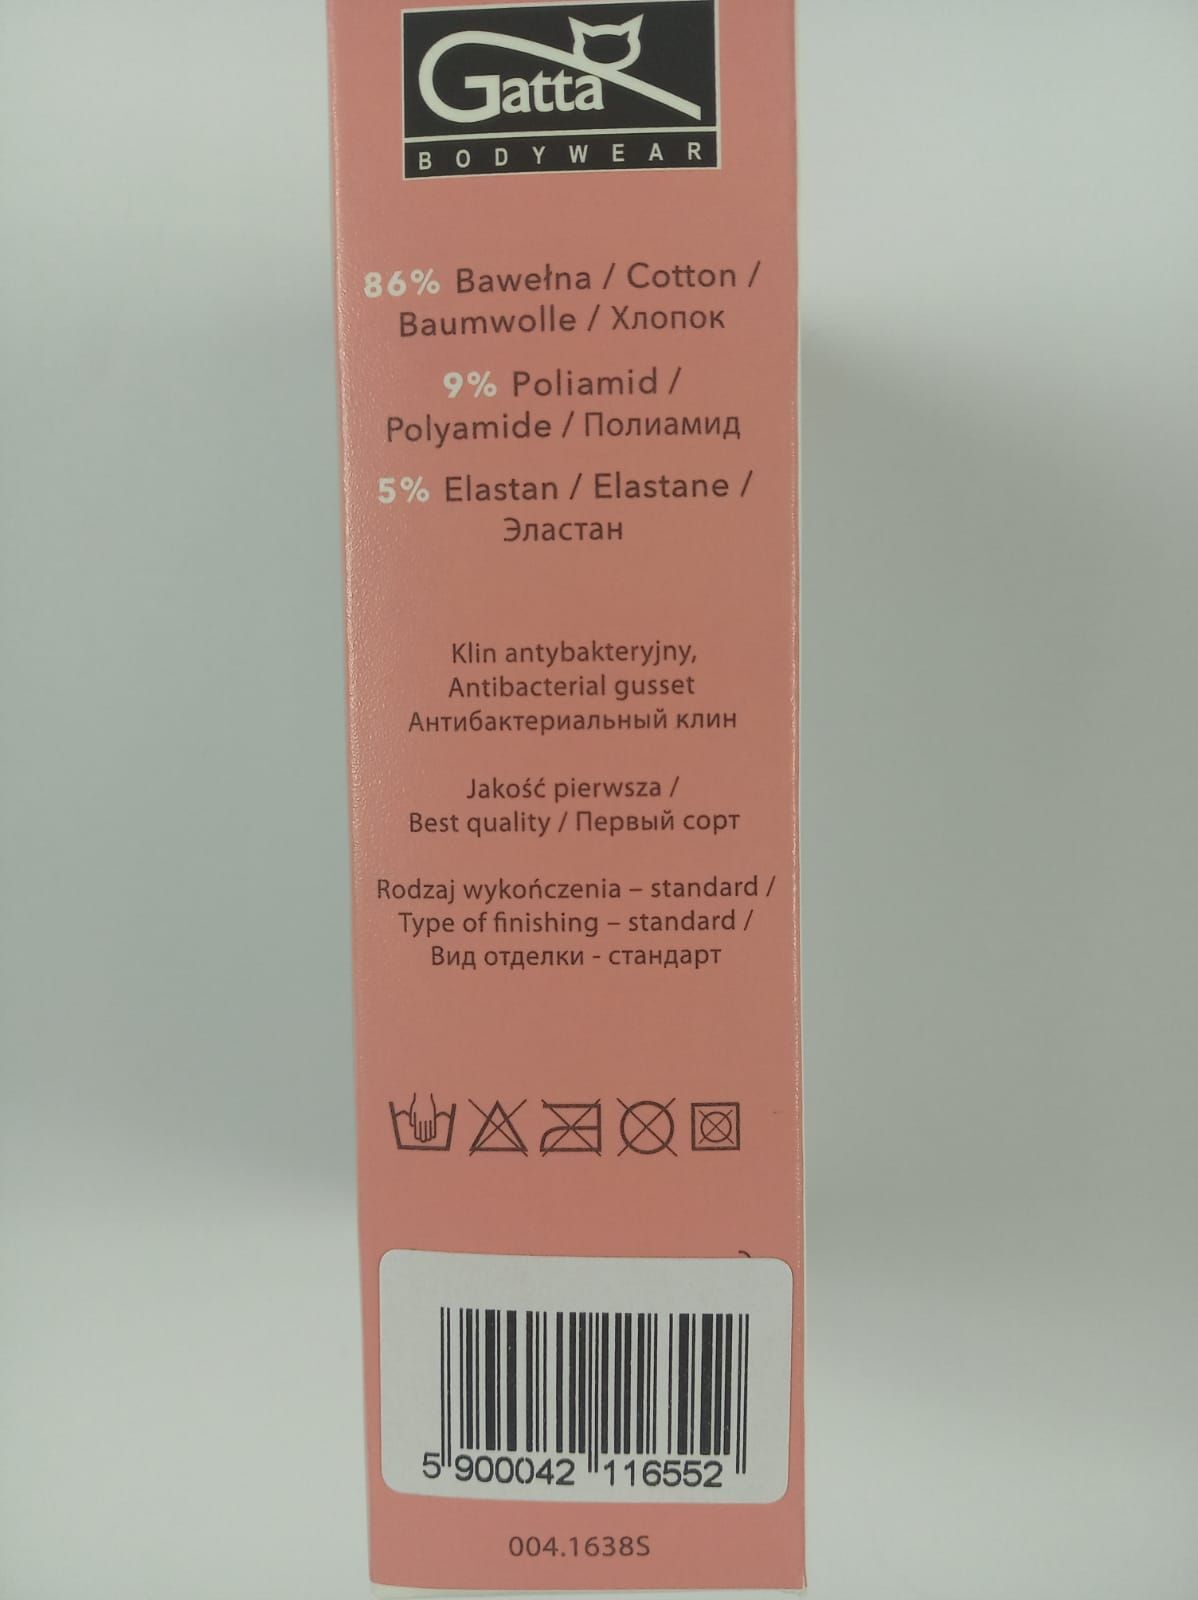 Gatta
BODYWEAR
86% Bawełna / Cotton /
Baumwolle / Хлопок
9% Poliamid /
Polyamide / Полиамид
5% Elastan / Elastane /
Эластан
Klin antybakteryjny,
Antibacterial gusset
Антибактериальный клин
Jakość pierwsza /
Best quality / Первый сорт
Rodzaj wykończenia – standard /
Type of finishing – standard /
Вид отделки - стандарт
5 900042 116552
004.1638S